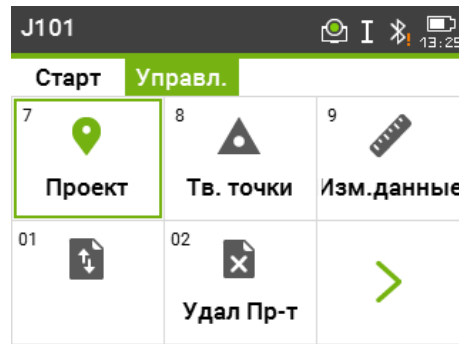 J101
I
13:25
Старт Управл.
7 8 9
Проект Тв. точки Изм.данные
01 02
Удал Пр-т